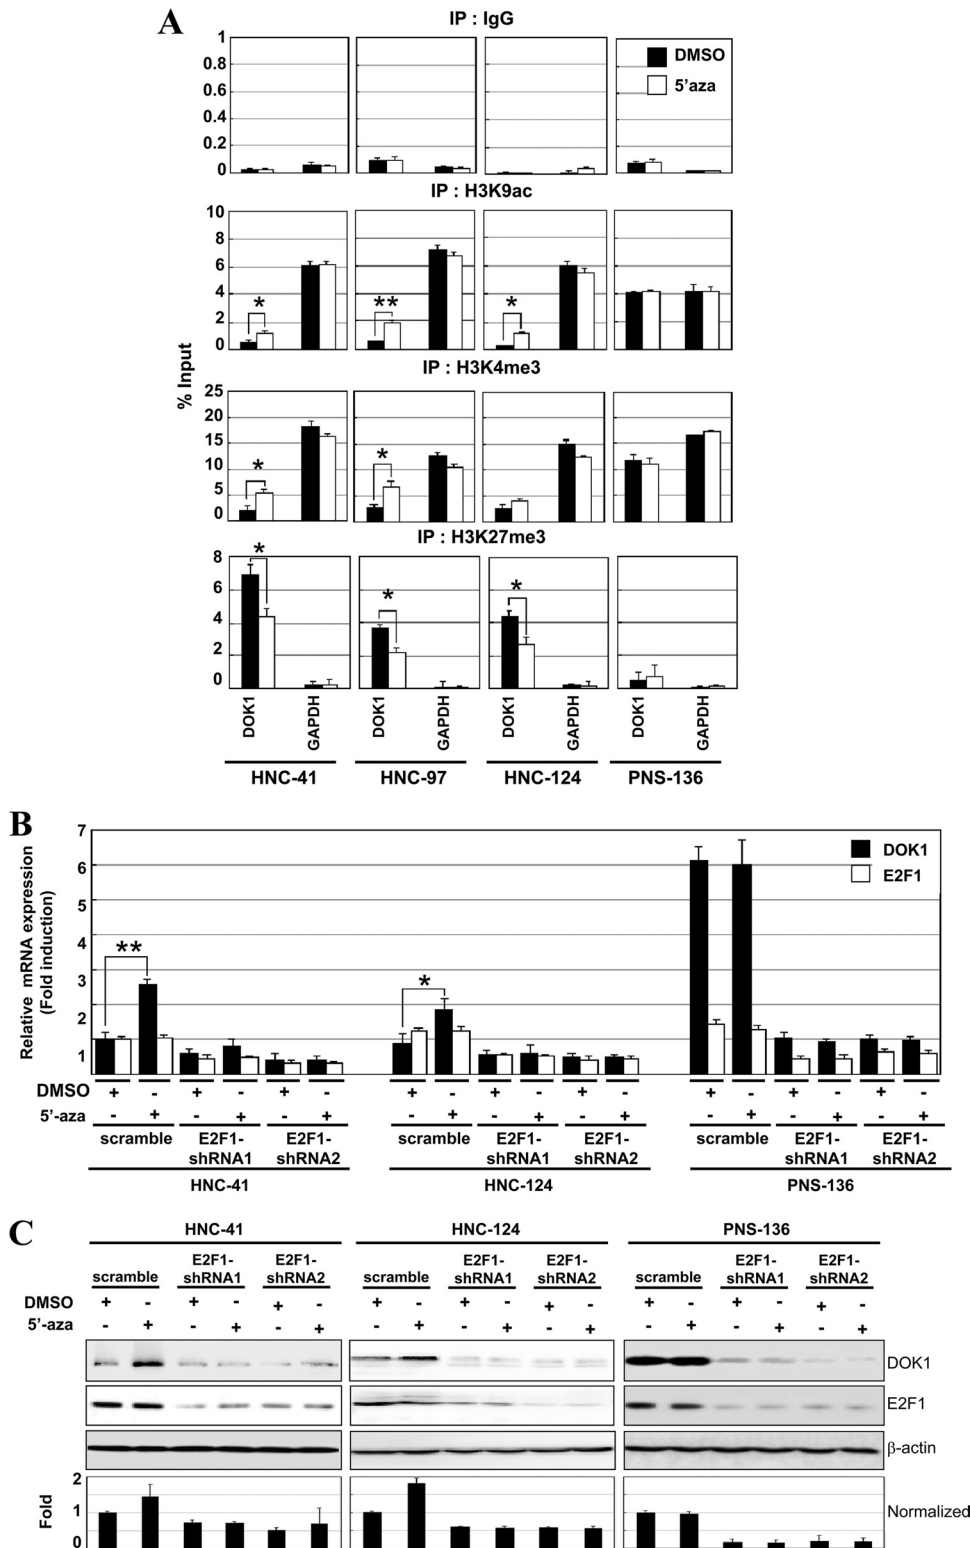 A
IP : IgG
1
0.8
0.6
0.4
0.2
0
DMSO
5'aza
IP : H3K9ac
10
8
6
4
2
0
*
**
*
% Input
IP : H3K4me3
25
20
15
10
5
0
*
*
IP : H3K27me3
8
6
4
2
0
*
*
*
DOK1 GAPDH DOK1 GAPDH DOK1 GAPDH DOK1 GAPDH
HNC-41 HNC-97 HNC-124 PNS-136
B
Relative mRNA expression
(Fold induction)
7
6
5
4
3
2
1
**
*
DOK1
E2F1
DMSO + - + - + - + - + - + - + - + - + -
5'-aza - + - + - + - + - + - + - + - + - +
scramble E2F1-shRNA1 E2F1-shRNA2 scramble E2F1-shRNA1 E2F1-shRNA2 scramble E2F1-shRNA1 E2F1-shRNA2
HNC-41 HNC-124 PNS-136
C
HNC-41 HNC-124 PNS-136
scramble E2F1-shRNA1 E2F1-shRNA2 scramble E2F1-shRNA1 E2F1-shRNA2 scramble E2F1-shRNA1 E2F1-shRNA2
DMSO + - + - + - + - + - + - + - + - + -
5'-aza - + - + - + - + - + - + - + - + - +
DOK1
E2F1
β-actin
Fold
2
1
0
Normalized